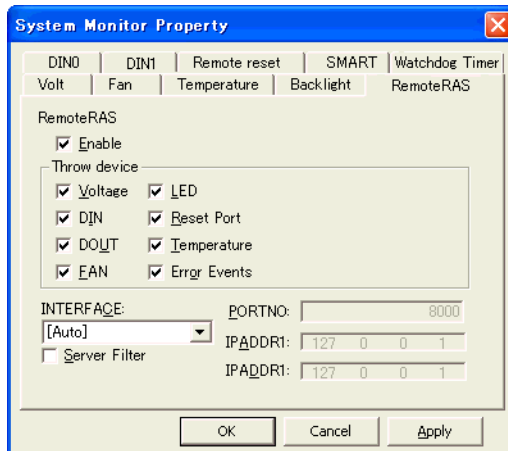 System Monitor Property
DIN0 DIN1 Remote reset SMART Watchdog Timer
Volt Fan Temperature Backlight RemoteRAS
RemoteRAS
Enable
Throw device
Voltage LED
DIN Reset Port
DOUT Temperature
FAN Error Events
INTERFACE: PORTNO: 8000
[Auto] IPADDR1: 127 0 0 1
Server Filter
IPADDR1: 127 0 0 1
OK Cancel Apply